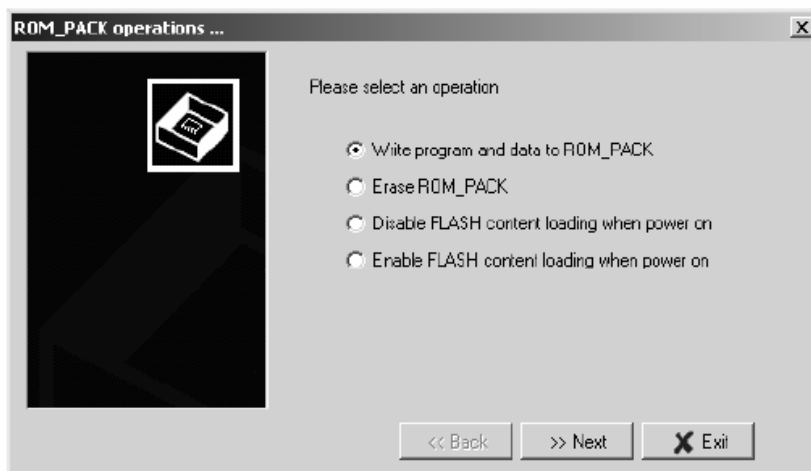 ROM_PACK operations ...
Please select an operation
Write program and data to ROM_PACK
Erase ROM_PACK
Disable FLASH content loading when power on
Enable FLASH content loading when power on
<< Back >> Next Exit